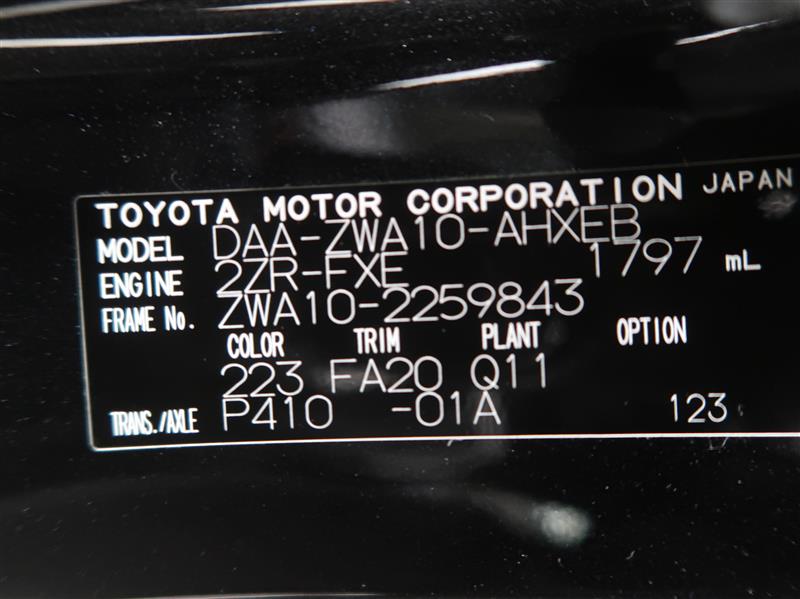 TOYOTA MOTOR CORPORATION JAPAN
MODEL DAA-ZWA10-AHXEB
ENGINE 2ZR-FXE 1797 mL
FRAME No. ZWA10-2259843
COLOR TRIM PLANT OPTION
223 FA20 Q11
TRANS./AXLE P410 -01A 123